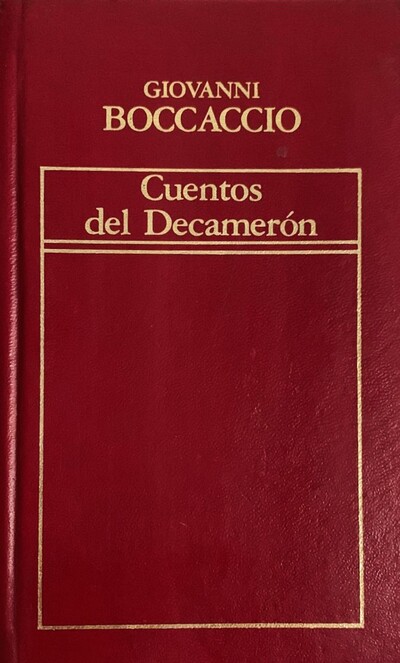 GIOVANNI
BOCCACCIO
Cuentos
del Decamerón